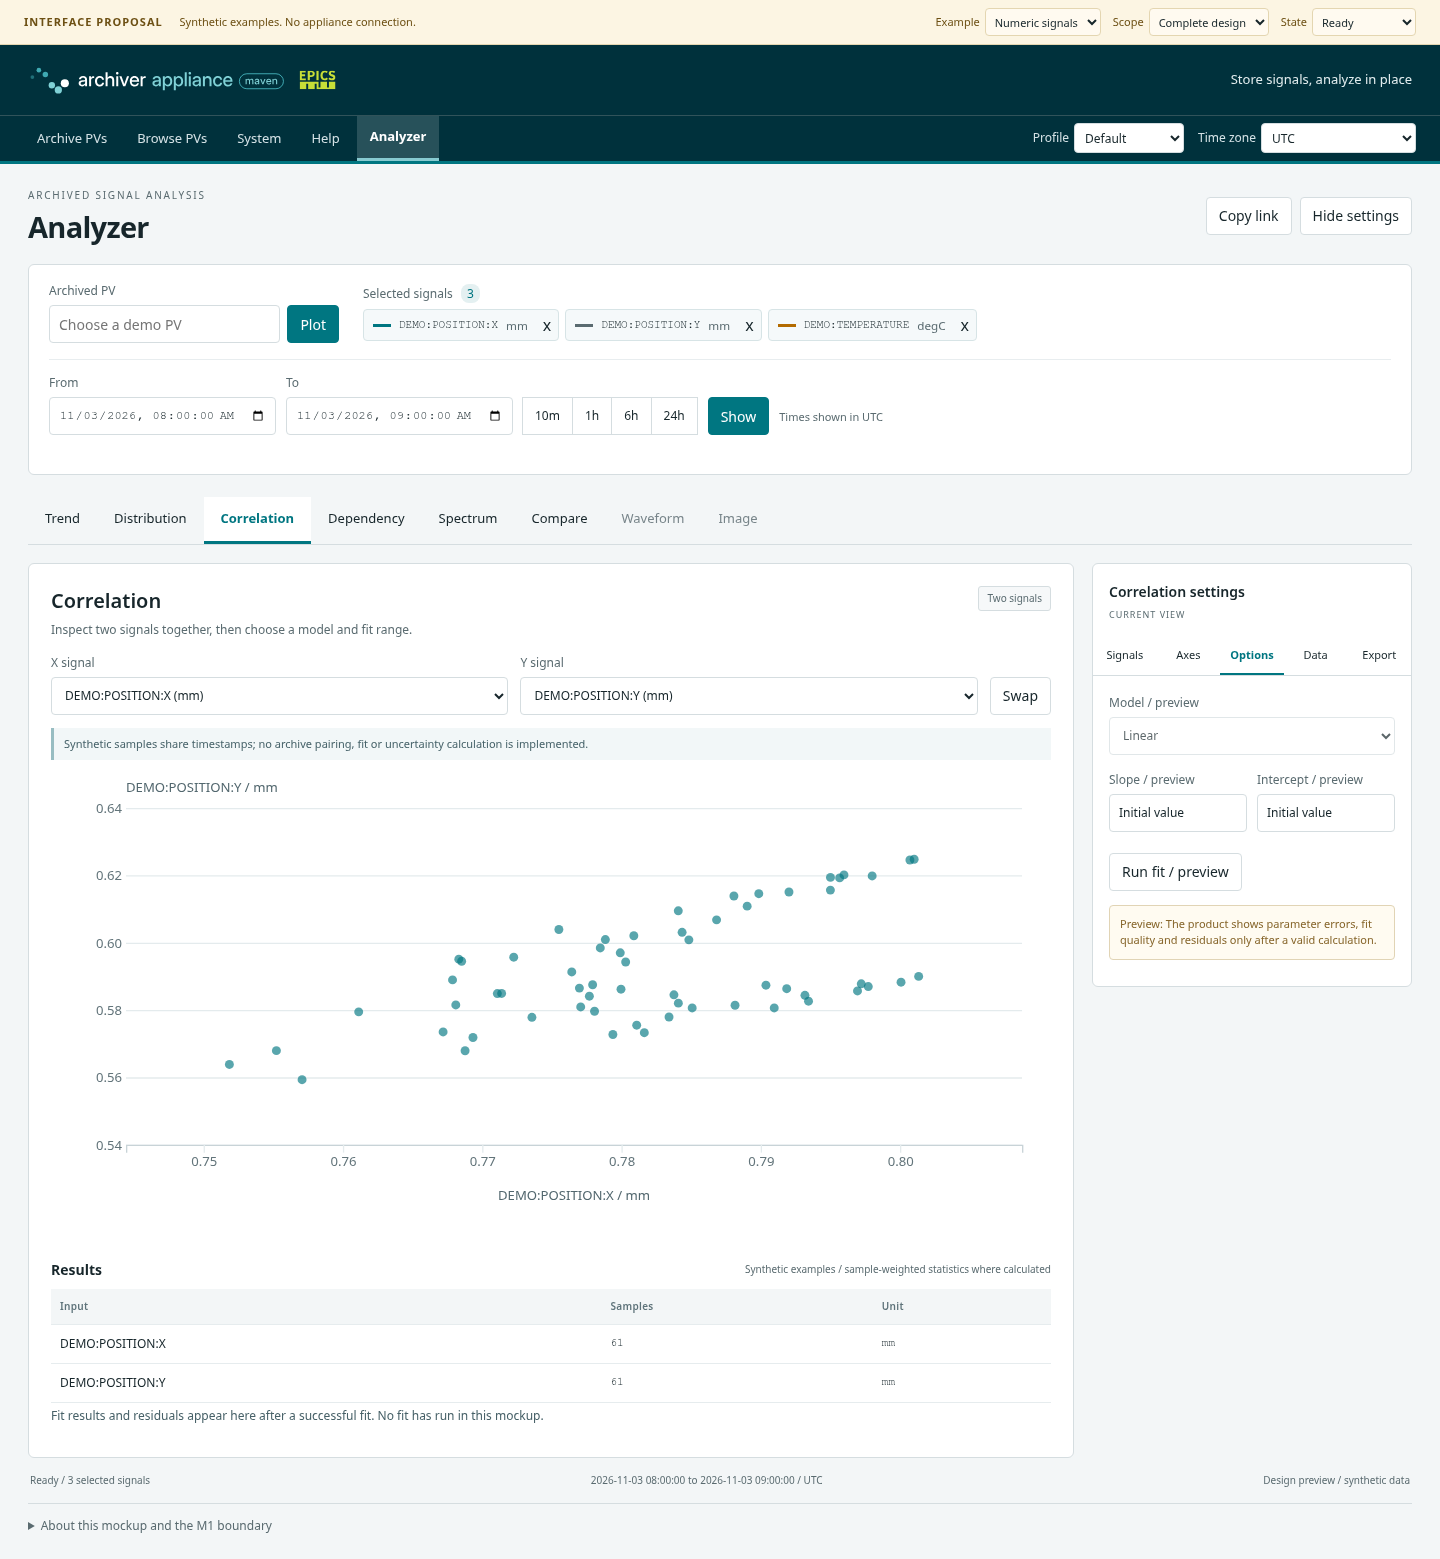 INTERFACE PROPOSAL Synthetic examples. No appliance connection. Example Numeric signals Scope Complete design State Ready
archiver appliance maven EPICS Store signals, analyze in place
Archive PVs Browse PVs System Help Analyzer Profile Default Time zone UTC
ARCHIVED SIGNAL ANALYSIS
Analyzer Copy link Hide settings
Archived PV Selected signals 3
Choose a demo PV Plot DEMO:POSITION:X mm X DEMO:POSITION:Y mm X DEMO:TEMPERATURE degC X
From To
11/03/2026, 08:00:00 AM 11/03/2026, 09:00:00 AM 10m 1h 6h 24h Show Times shown in UTC
Trend Distribution Correlation Dependency Spectrum Compare Waveform Image
Correlation Two signals
Inspect two signals together, then choose a model and fit range.
X signal Y signal
DEMO:POSITION:X (mm) DEMO:POSITION:Y (mm) Swap
Synthetic samples share timestamps; no archive pairing, fit or uncertainty calculation is implemented.
DEMO:POSITION:Y / mm
0.64
0.62
0.60
0.58
0.56
0.54
0.75 0.76 0.77 0.78 0.79 0.80
DEMO:POSITION:X / mm
Results Synthetic examples / sample-weighted statistics where calculated
Input Samples Unit
DEMO:POSITION:X 61 mm
DEMO:POSITION:Y 61 mm
Fit results and residuals appear here after a successful fit. No fit has run in this mockup.
Correlation settings
CURRENT VIEW
Signals Axes Options Data Export
Model / preview
Linear
Slope / preview Intercept / preview
Initial value Initial value
Run fit / preview
Preview: The product shows parameter errors, fit
quality and residuals only after a valid calculation.
Ready / 3 selected signals 2026-11-03 08:00:00 to 2026-11-03 09:00:00 / UTC Design preview / synthetic data
About this mockup and the M1 boundary